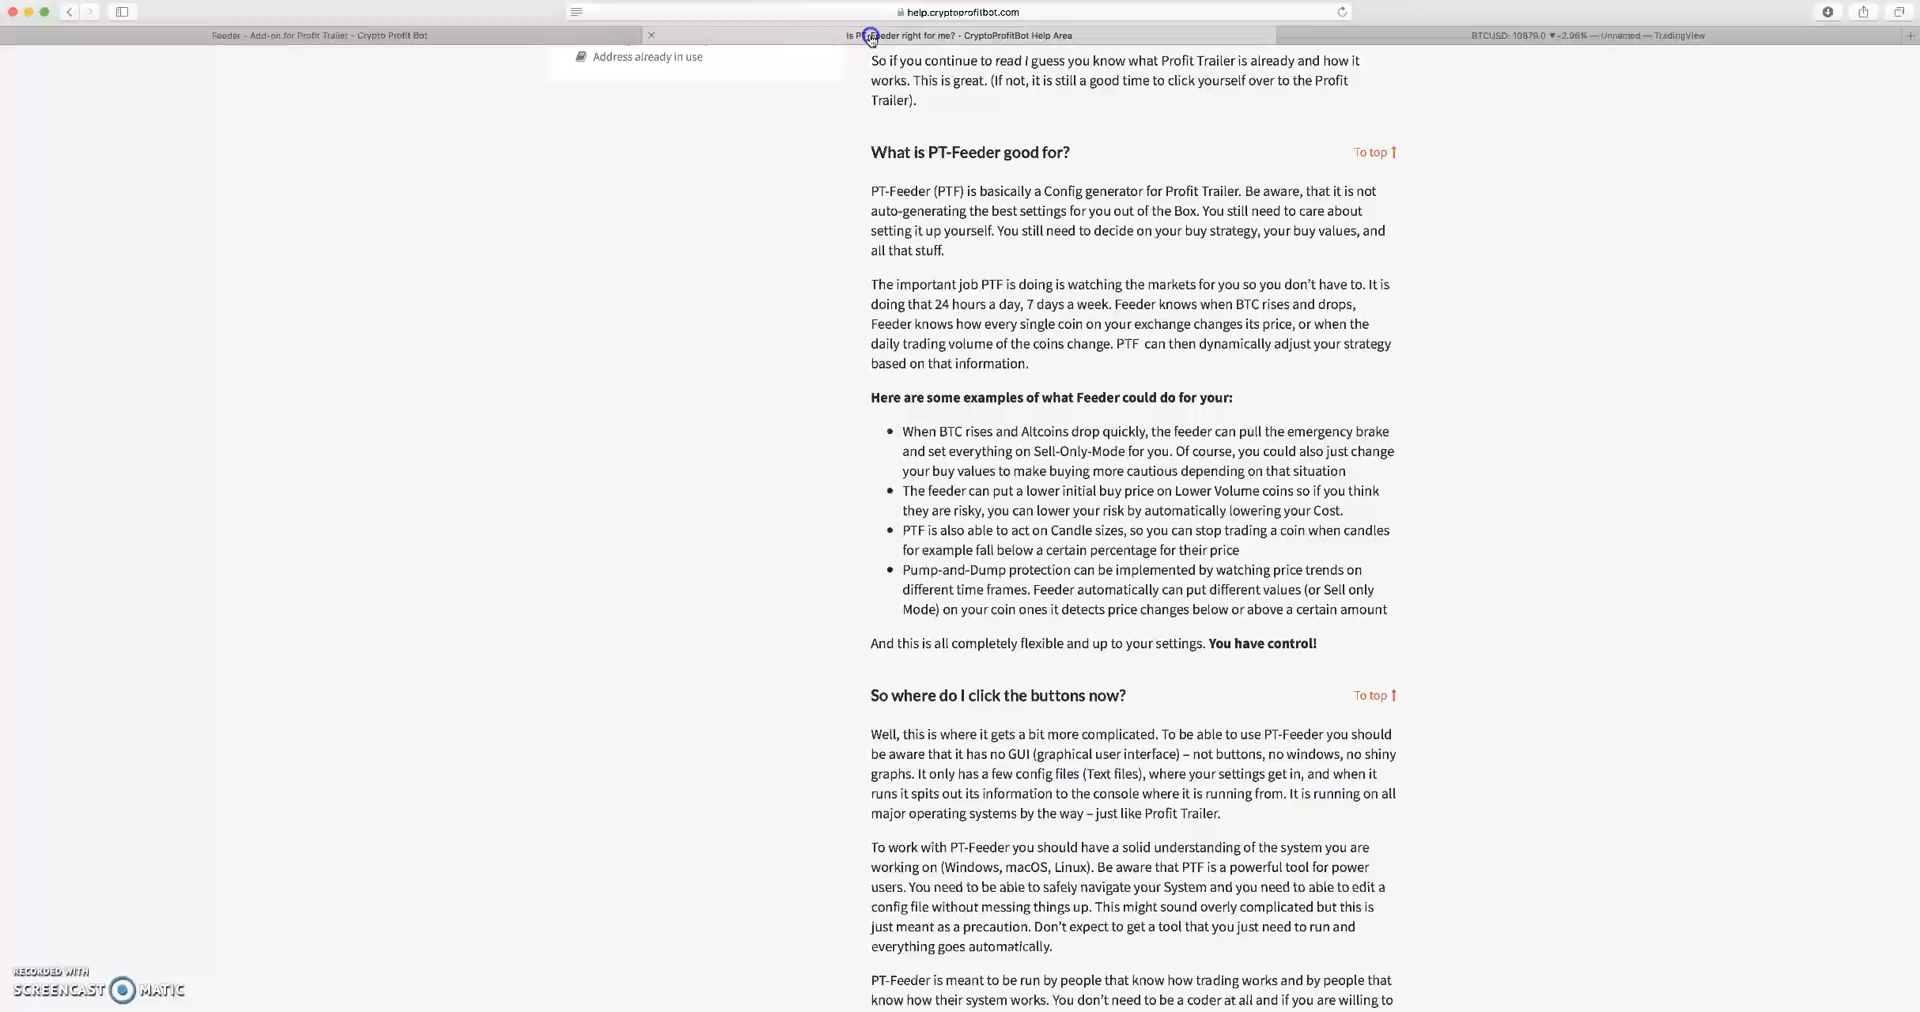 help.cryptoprofitbot.com
Feeder - Add-on for Profit Trailer - Crypto Profit Bot
Is PT-Feeder right for me? - CryptoProfitBot Help Area
BTCUSD: 10879.0 ▼ -2.96% — Unnamed — TradingView
Address already in use
So if you continue to read I guess you know what Profit Trailer is already and how it
works. This is great. (If not, it is still a good time to click yourself over to the Profit
Trailer).
What is PT-Feeder good for?
To top ↑
PT-Feeder (PTF) is basically a Config generator for Profit Trailer. Be aware, that it is not
auto-generating the best settings for you out of the Box. You still need to care about
setting it up yourself. You still need to decide on your buy strategy, your buy values, and
all that stuff.
The important job PTF is doing is watching the markets for you so you don't have to. It is
doing that 24 hours a day, 7 days a week. Feeder knows when BTC rises and drops,
Feeder knows how every single coin on your exchange changes its price, or when the
daily trading volume of the coins change. PTF can then dynamically adjust your strategy
based on that information.
Here are some examples of what Feeder could do for your:
• When BTC rises and Altcoins drop quickly, the feeder can pull the emergency brake
and set everything on Sell-Only-Mode for you. Of course, you could also just change
your buy values to make buying more cautious depending on that situation
• The feeder can put a lower initial buy price on Lower Volume coins so if you think
they are risky, you can lower your risk by automatically lowering your Cost.
• PTF is also able to act on Candle sizes, so you can stop trading a coin when candles
for example fall below a certain percentage for their price
• Pump-and-Dump protection can be implemented by watching price trends on
different time frames. Feeder automatically can put different values (or Sell only
Mode) on your coin ones it detects price changes below or above a certain amount
And this is all completely flexible and up to your settings. You have control!
So where do I click the buttons now?
To top ↑
Well, this is where it gets a bit more complicated. To be able to use PT-Feeder you should
be aware that it has no GUI (graphical user interface) – not buttons, no windows, no shiny
graphs. It only has a few config files (Text files), where your settings get in, and when it
runs it spits out its information to the console where it is running from. It is running on all
major operating systems by the way – just like Profit Trailer.
To work with PT-Feeder you should have a solid understanding of the system you are
working on (Windows, macOS, Linux). Be aware that PTF is a powerful tool for power
users. You need to be able to safely navigate your System and you need to able to edit a
config file without messing things up. This might sound overly complicated but this is
just meant as a precaution. Don't expect to get a tool that you just need to run and
everything goes automatically.
PT-Feeder is meant to be run by people that know how trading works and by people that
know how their system works. You don't need to be a coder at all and if you are willing to
RECORDED WITH
SCREENCAST MATIC